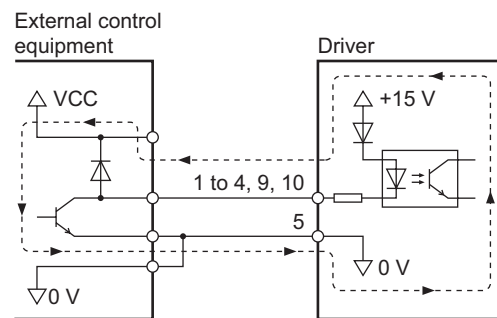 External control
equipment
Driver
VCC
+15 V
1 to 4, 9, 10
5
0 V
0 V